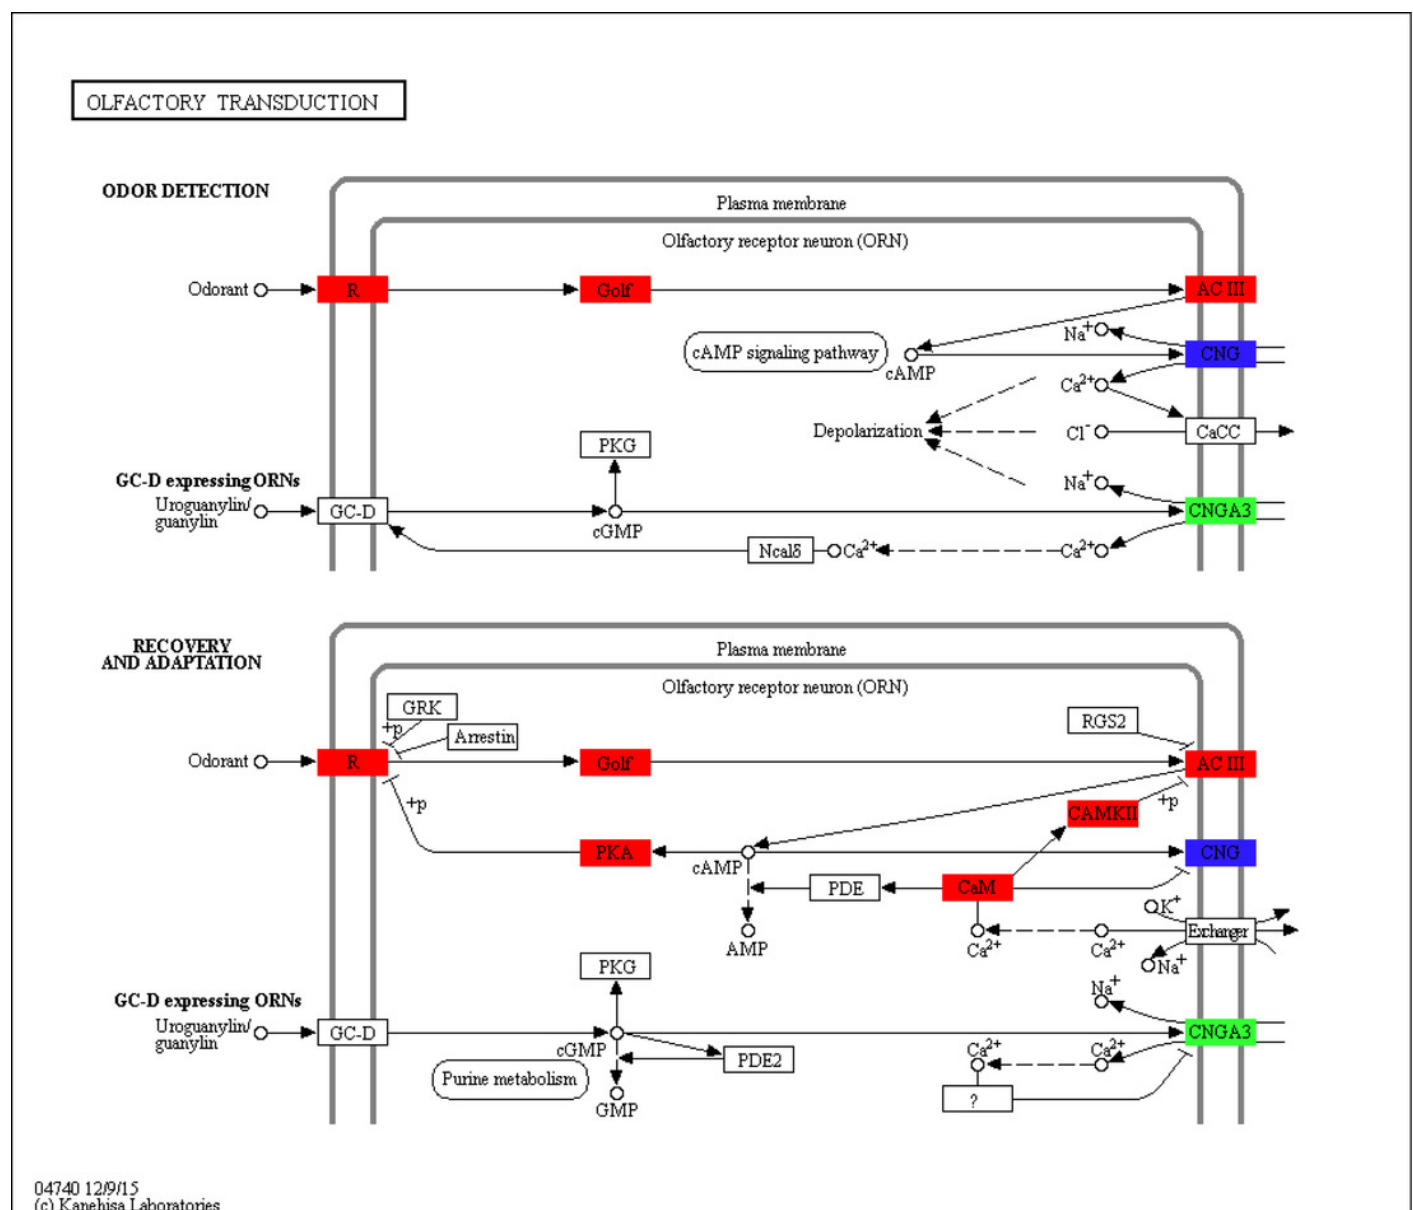 OLFACTORY TRANSDUCTION
ODOR DETECTION
Plasma membrane
Olfactory receptor neuron (ORN)
Odorant
R
Golf
AC III
Na+
cAMP signaling pathway
cAMP
CNG
Ca2+
Depolarization
Cl-
CaCC
PKG
GC-D expressing ORNs
Uroguanylin/
guanylin
GC-D
cGMP
Na+
CNGA3
Ncalδ
Ca2+
Ca2+
RECOVERY
AND ADAPTATION
Plasma membrane
Olfactory receptor neuron (ORN)
GRK
+p
Arrestin
RGS2
Odorant
R
Golf
AC III
+p
CAMKII
+p
PKA
cAMP
CNG
PDE
CaM
K+
AMP
Ca2+
Ca2+
Exchanger
Na+
PKG
GC-D expressing ORNs
Uroguanylin/
guanylin
GC-D
cGMP
Na+
CNGA3
Ca2+
Ca2+
PDE2
Purine metabolism
GMP
?
04740 12/9/15
(c) Kanehisa Laboratories